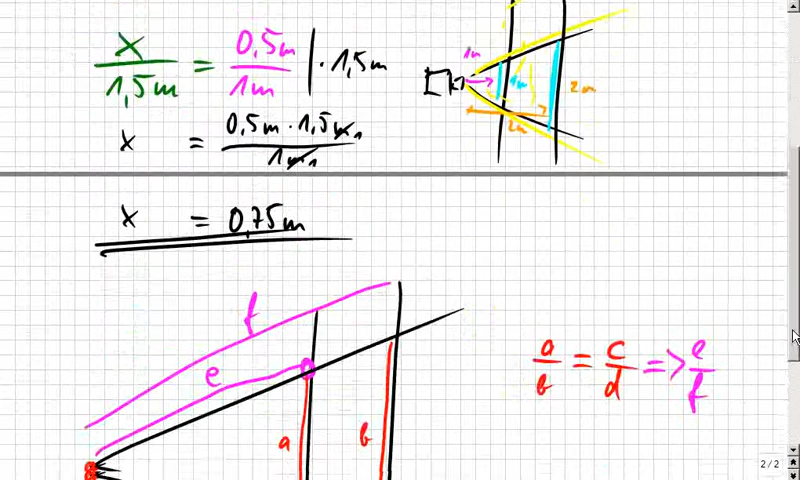 x/1,5m = 0,5m/1m | · 1,5m
x = 0,5m · 1,5m/1m
x = 0,75m
1m
1m
2m
2m
f
e
a
b
a/b = c/d => e/f
2/2